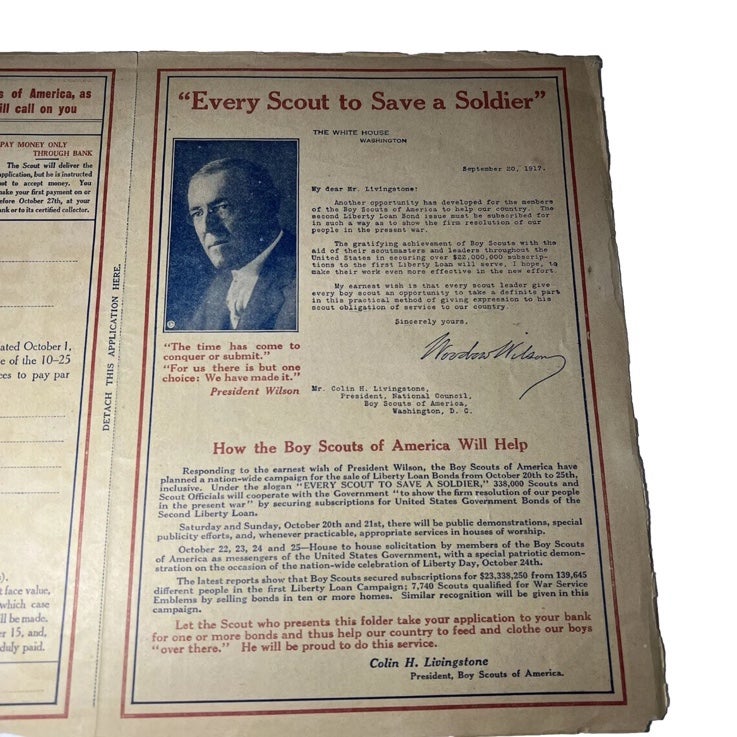 s of America, as
ill call on you
PAY MONEY ONLY
THROUGH BANK
The Scout will deliver the
application, but he is instructed
not to accept money. You
make your first payment on or
before October 27th, at your
bank or to its certified collector.
ated October 1,
e of the 10-25
ees to pay par
e).
t face value,
which case
ll be made.
er 15, and,
duly paid.
DETACH THIS APPLICATION HERE.
"Every Scout to Save a Soldier"
THE WHITE HOUSE
WASHINGTON
September 20, 1917.
My dear Mr. Livingstone:
Another opportunity has developed for the members
of the Boy Scouts of America to help our country. The
second Liberty Loan Bond issue must be subscribed for
in such a way as to show the firm resolution of our
people in the present war.
The gratifying achievement of Boy Scouts with the
aid of their scoutmasters and leaders throughout the
United States in securing over $22,000,000 subscrip-
tions to the first Liberty Loan will serve, I hope, to
make their work even more effective in the new effort.
My earnest wish is that every scout leader give
every boy scout an opportunity to take a definite part
in this practical method of giving expression to his
scout obligation of service to our country.
Sincerely yours,
Woodrow Wilson
Mr. Colin H. Livingstone,
President, National Council,
Boy Scouts of America,
Washington, D. C.
"The time has come to
conquer or submit."
"For us there is but one
choice: We have made it."
President Wilson
How the Boy Scouts of America Will Help
Responding to the earnest wish of President Wilson, the Boy Scouts of America have
planned a nation-wide campaign for the sale of Liberty Loan Bonds from October 20th to 25th,
inclusive. Under the slogan "EVERY SCOUT TO SAVE A SOLDIER," 338,000 Scouts and
Scout Officials will cooperate with the Government "to show the firm resolution of our people
in the present war" by securing subscriptions for United States Government Bonds of the
Second Liberty Loan.
Saturday and Sunday, October 20th and 21st, there will be public demonstrations, special
publicity efforts, and, whenever practicable, appropriate services in houses of worship.
October 22, 23, 24 and 25—House to house solicitation by members of the Boy Scouts
of America as messengers of the United States Government, with a special patriotic demon-
stration on the occasion of the nation-wide celebration of Liberty Day, October 24th.
The latest reports show that Boy Scouts secured subscriptions for $23,338,250 from 139,645
different people in the first Liberty Loan Campaign; 7,740 Scouts qualified for War Service
Emblems by selling bonds in ten or more homes. Similar recognition will be given in this
campaign.
Let the Scout who presents this folder take your application to your bank
for one or more bonds and thus help our country to feed and clothe our boys
"over there." He will be proud to do this service.
Colin H. Livingstone
President, Boy Scouts of America.